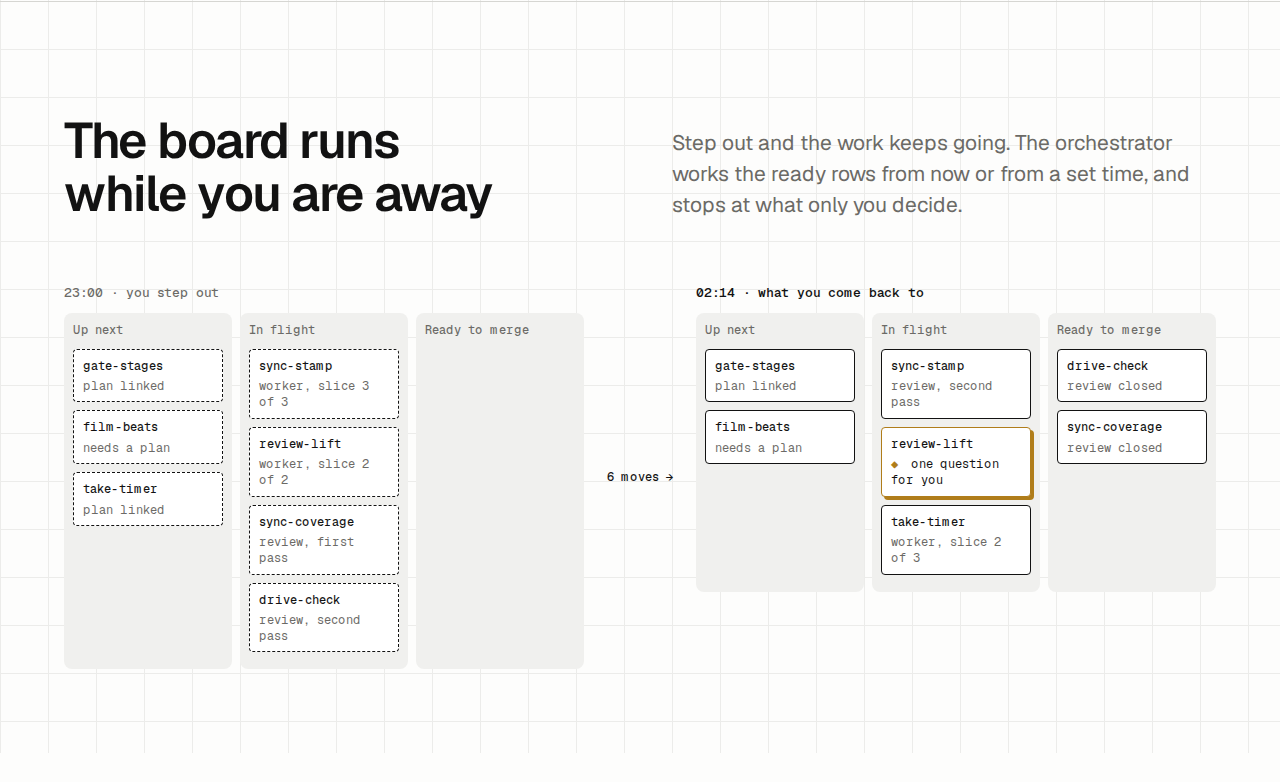 The board runs
while you are away
Step out and the work keeps going. The orchestrator
works the ready rows from now or from a set time, and
stops at what only you decide.
23:00 · you step out
Up next
gate-stages
plan linked
film-beats
needs a plan
take-timer
plan linked
In flight
sync-stamp
worker, slice 3
of 3
review-lift
worker, slice 2
of 2
sync-coverage
review, first
pass
drive-check
review, second
pass
Ready to merge
6 moves →
02:14 · what you come back to
Up next
gate-stages
plan linked
film-beats
needs a plan
In flight
sync-stamp
review, second
pass
review-lift
◆ one question
for you
take-timer
worker, slice 2
of 3
Ready to merge
drive-check
review closed
sync-coverage
review closed